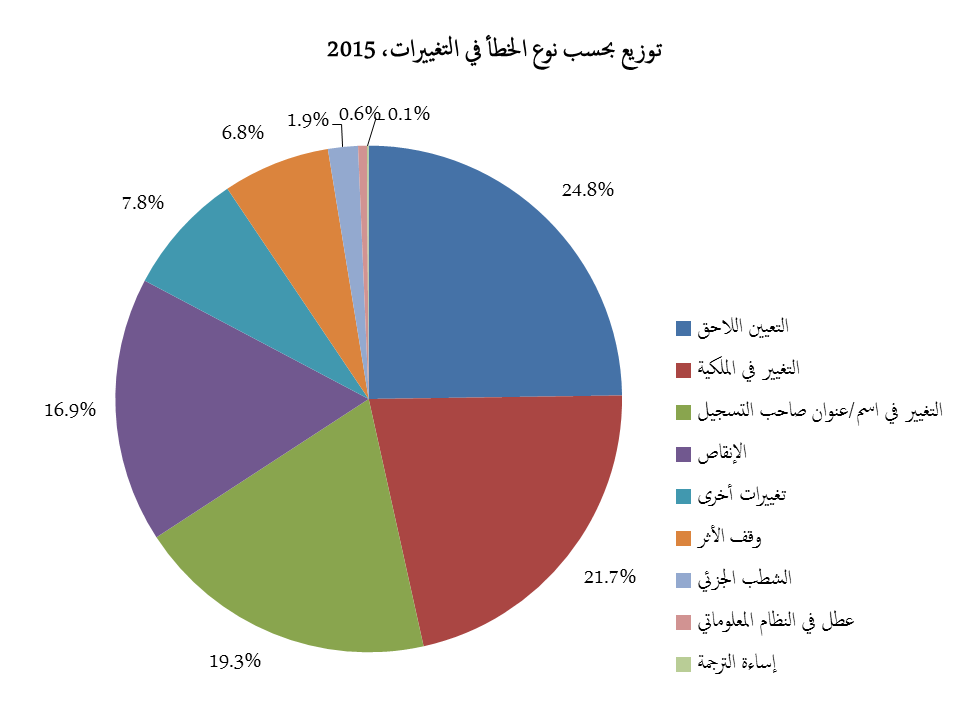 توزيع بحسب نوع الخطأ في التغييرات، 2015
24.8%
21.7%
19.3%
16.9%
7.8%
6.8%
1.9%
0.6%
0.1%
التعيين اللاحق
التغيير في الملكية
التغيير في اسم/عنوان صاحب التسجيل
الإنقاص
تغييرات أخرى
وقف الأثر
الشطب الجزئي
عطل في النظام المعلوماتي
إساءة الترجمة